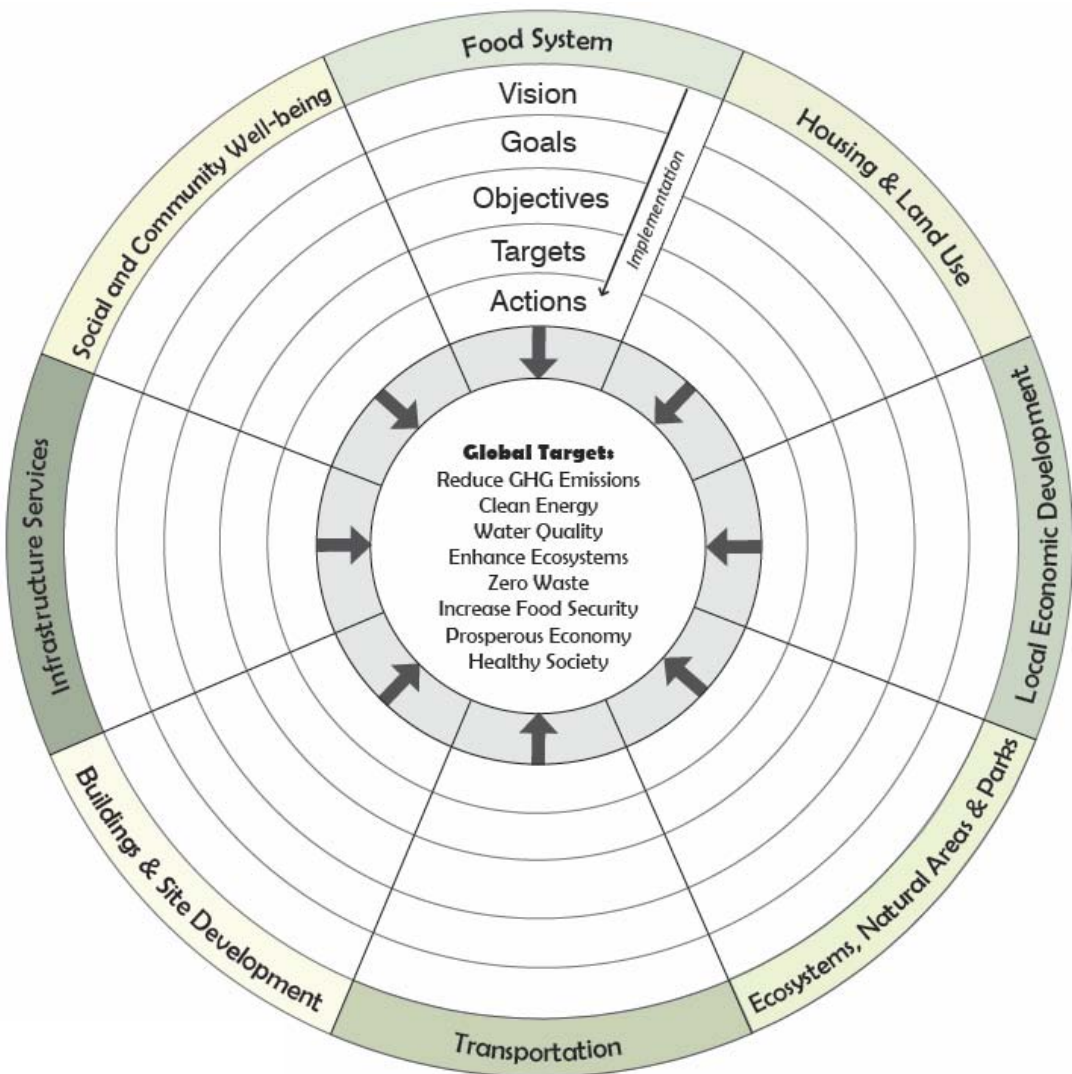 Food System
Vision
Goals
Objectives
Targets
Actions
Implementation
Housing & Land Use
Local Economic Development
Ecosystems, Natural Areas & Parks
Transportation
Buildings & Site Development
Infrastructure Services
Social and Community Well-being
Global Targets
Reduce GHG Emissions
Clean Energy
Water Quality
Enhance Ecosystems
Zero Waste
Increase Food Security
Prosperous Economy
Healthy Society